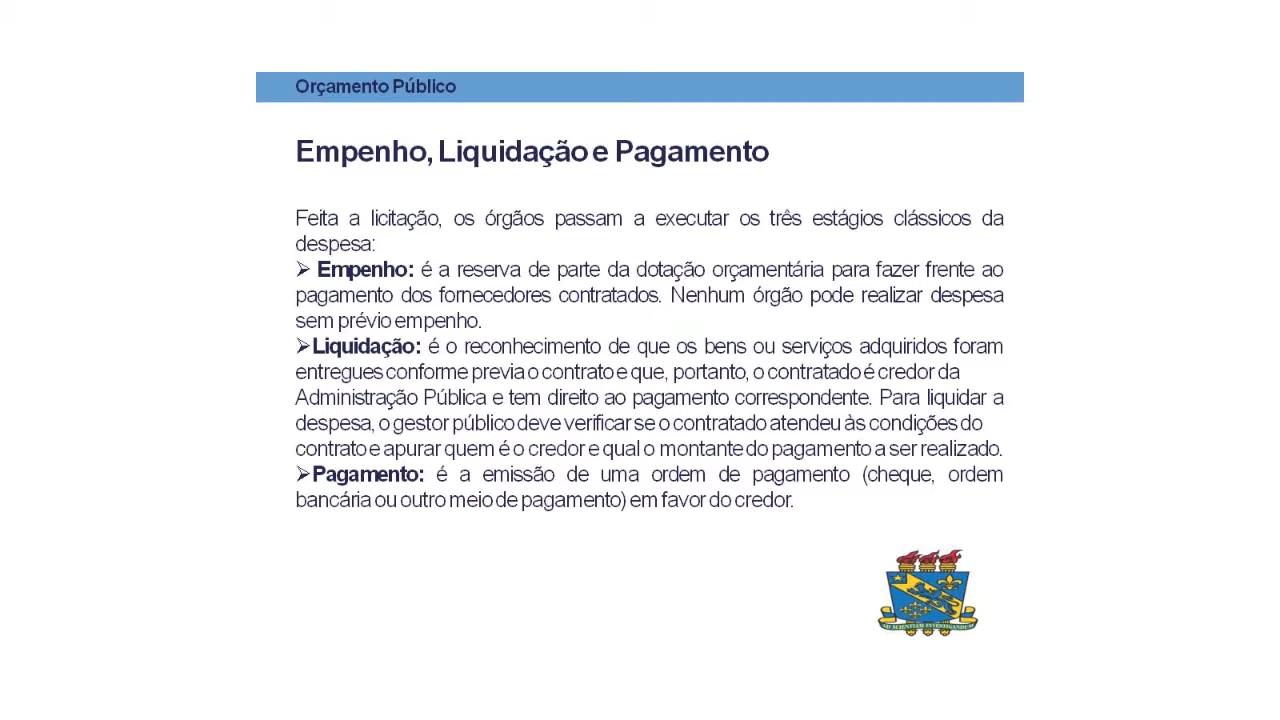 Orçamento Público
Empenho, Liquidação e Pagamento
Feita a licitação, os órgãos passam a executar os três estágios clássicos da
despesa:
➢ Empenho: é a reserva de parte da dotação orçamentária para fazer frente ao
pagamento dos fornecedores contratados. Nenhum órgão pode realizar despesa
sem prévio empenho.
➢Liquidação: é o reconhecimento de que os bens ou serviços adquiridos foram
entregues conforme previa o contrato e que, portanto, o contratado é credor da
Administração Pública e tem direito ao pagamento correspondente. Para liquidar a
despesa, o gestor público deve verificar se o contratado atendeu às condições do
contrato e apurar quem é o credor e qual o montante do pagamento a ser realizado.
➢Pagamento: é a emissão de uma ordem de pagamento (cheque, ordem
bancária ou outro meio de pagamento) em favor do credor.
AD SCIENTIAM INVESTIGANDUM